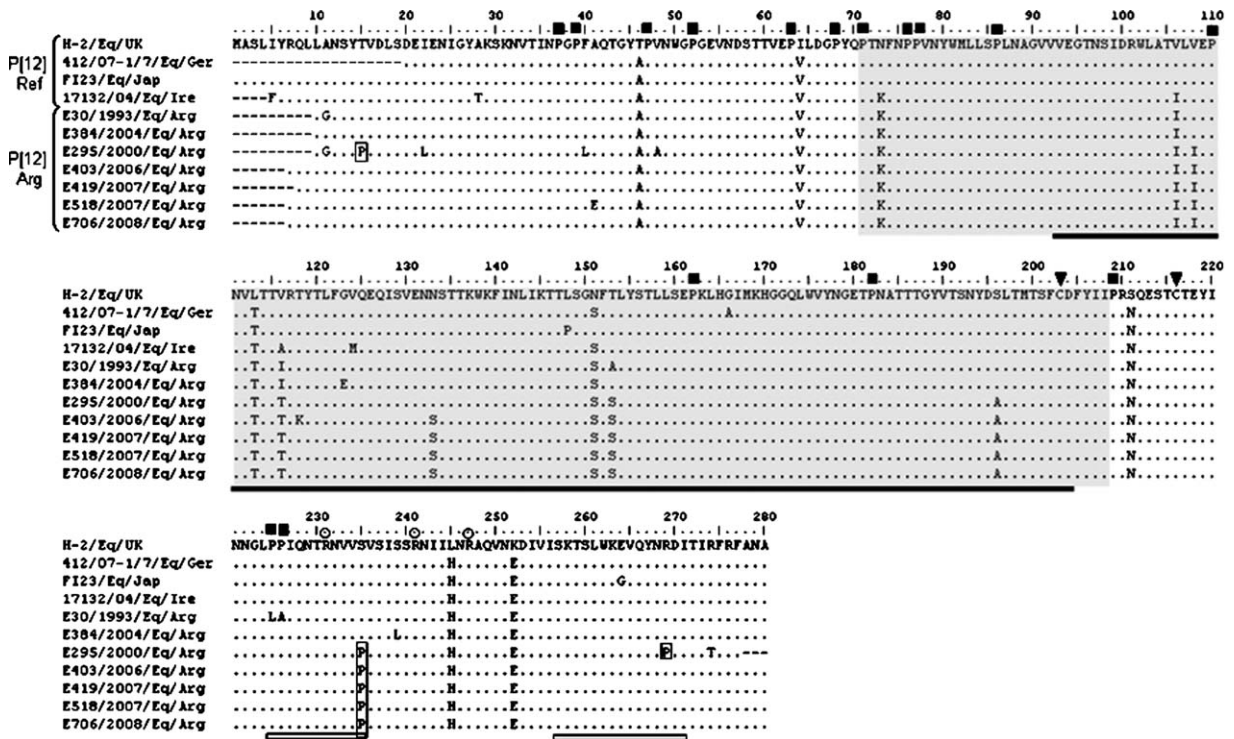 10 20 30 40 50 60 70 80 90 100 110
P[12] Ref
H-2/Eq/UK MASLIYRQLLANSYTVDLSDEIENIGYAKSKNVTINPGPFAQTGYTPVNWGPGEVNDSTTVEPILDGPYQPTNFNPPVNYWMLLSPLNAGVVVEGTNSIDRWLATVLVEP
412/07-1/7/Eq/Ger -------------------..........................A.................V..............................................
FI23/Eq/Jap .............................................A.................V..............................................
17132/04/Eq/Ire ----F......................T.................A.................V........K................................I....
P[12] Arg
E30/1993/Eq/Arg ---------.G..................................A.................V........K................................I....
E384/2004/Eq/Arg ---------....................................A.................V........K................................I....
E295/2000/Eq/Arg ---------.G...P......L.................L.....A.A...............V........K................................I.V..
E403/2006/Eq/Arg ------.......................................A.................V........K................................I.V..
E419/2007/Eq/Arg -------......................................A.................V........K................................I.V..
E518/2007/Eq/Arg ------..................................E....A.................V........K................................I.V..
E706/2008/Eq/Arg ------.......................................A.................V........K................................I.V..
120 130 140 150 160 170 180 190 200 210 220
H-2/Eq/UK NVLTTVRTYTLFGVQEQISVENNSTTKWKFINLIKTTLSGNFTLYSTLLSEPKLHGIMKHGGQLWVYNGETPNATTTGYVTSNYDSLTMTSFCDFYIIPRSQESTCTEYI
412/07-1/7/Eq/Ger ..T.....................................S..............A............................................N.........
FI23/Eq/Jap ..T..................................P..............................................................N.........
17132/04/Eq/Ire ..T..A.......M..........................S...........................................................N.........
E30/1993/Eq/Arg ..T..I..................................S.A.........................................................N.........
E384/2004/Eq/Arg ..T..I......E...........................S...........................................................N.........
E295/2000/Eq/Arg ..T..T..................................S.S..........................................A..............N.........
E403/2006/Eq/Arg ..T..T.K..............S.................S.S..........................................A..............N.........
E419/2007/Eq/Arg ..T..T................S.................S.S..........................................A..............N.........
E518/2007/Eq/Arg ..T..T................S.................S.S..........................................A..............N.........
E706/2008/Eq/Arg ..T..T................S.................S.S..........................................A..............N.........
230 240 250 260 270 280
H-2/Eq/UK NNGLPPIQNTRNVVSVSISSRNIILNRAQVNKDIVISKTSLWKEVQYNRDITIRFRFANA
412/07-1/7/Eq/Ger ........................H......E............................
FI23/Eq/Jap ........................H......E...........G................
17132/04/Eq/Ire ........................H......E............................
E30/1993/Eq/Arg ....LA..................H......E............................
E384/2004/Eq/Arg ..................L.....H......E............................
E295/2000/Eq/Arg ..............P.........H......E................P....T...---
E403/2006/Eq/Arg ..............P.........H......E............................
E419/2007/Eq/Arg ..............P.........H......E............................
E518/2007/Eq/Arg ..............P.........H......E............................
E706/2008/Eq/Arg ..............P.........H......E............................